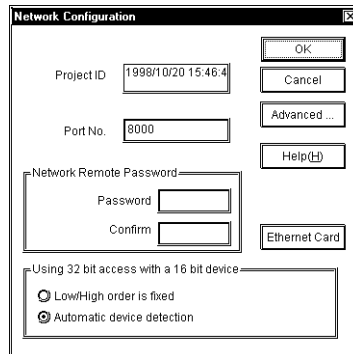 Network Configuration
OK
Project ID
1998/10/20 15:46:4
Cancel
Advanced ...
Port No.
8000
Help(H)
Network Remote Password
Password
Confirm
Ethernet Card
Using 32 bit access with a 16 bit device
Low/High order is fixed
Automatic device detection